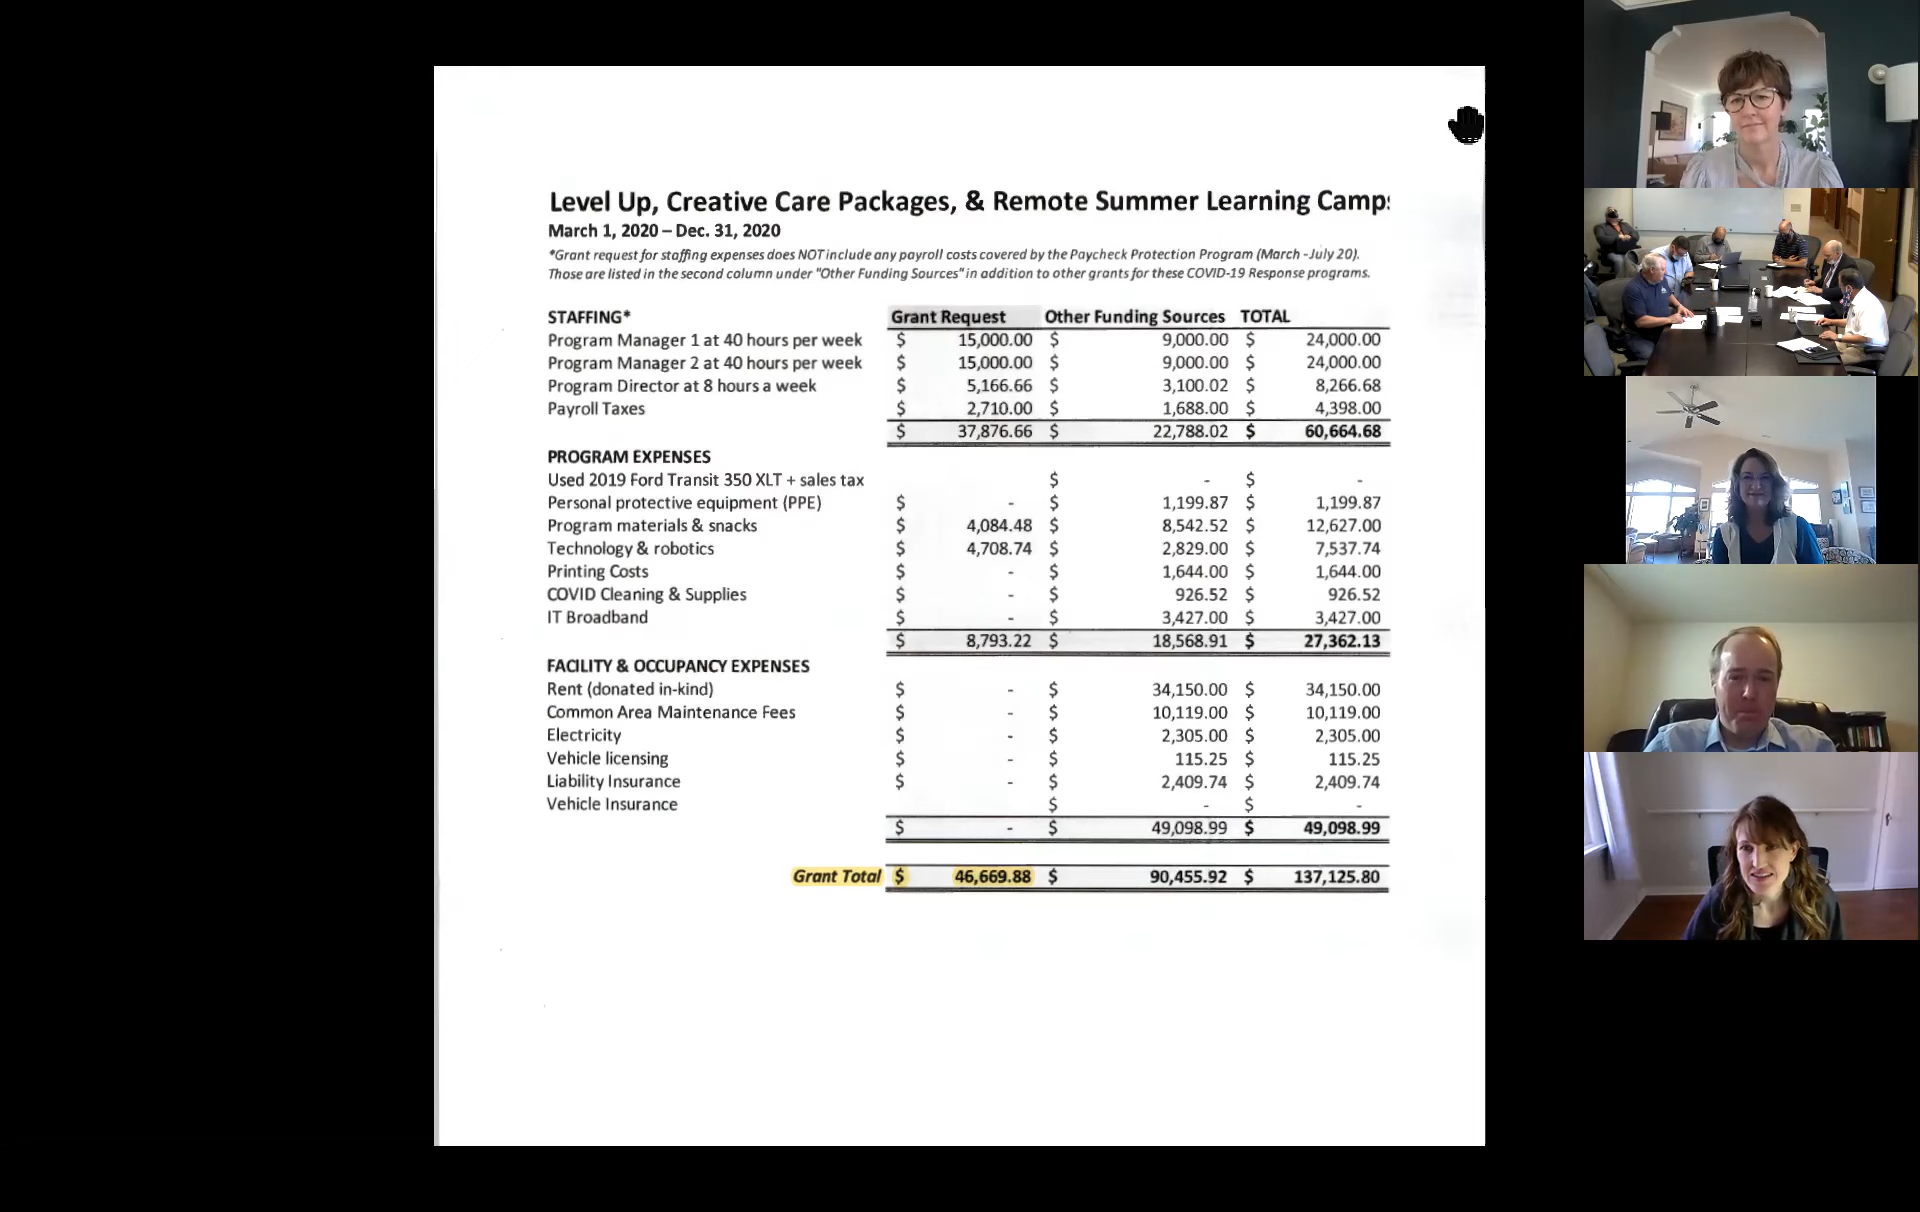 Level Up, Creative Care Packages, & Remote Summer Learning Camps
March 1, 2020 – Dec. 31, 2020
*Grant request for staffing expenses does NOT include any payroll costs covered by the Paycheck Protection Program (March - July 20).
Those are listed in the second column under "Other Funding Sources" in addition to other grants for these COVID-19 Response programs.
STAFFING* Grant Request Other Funding Sources TOTAL
Program Manager 1 at 40 hours per week $ 15,000.00 $ 9,000.00 $ 24,000.00
Program Manager 2 at 40 hours per week $ 15,000.00 $ 9,000.00 $ 24,000.00
Program Director at 8 hours a week $ 5,166.66 $ 3,100.02 $ 8,266.68
Payroll Taxes $ 2,710.00 $ 1,688.00 $ 4,398.00
$ 37,876.66 $ 22,788.02 $ 60,664.68
PROGRAM EXPENSES
Used 2019 Ford Transit 350 XLT + sales tax $ - $ -
Personal protective equipment (PPE) $ - $ 1,199.87 $ 1,199.87
Program materials & snacks $ 4,084.48 $ 8,542.52 $ 12,627.00
Technology & robotics $ 4,708.74 $ 2,829.00 $ 7,537.74
Printing Costs $ - $ 1,644.00 $ 1,644.00
COVID Cleaning & Supplies $ - $ 926.52 $ 926.52
IT Broadband $ - $ 3,427.00 $ 3,427.00
$ 8,793.22 $ 18,568.91 $ 27,362.13
FACILITY & OCCUPANCY EXPENSES
Rent (donated in-kind) $ - $ 34,150.00 $ 34,150.00
Common Area Maintenance Fees $ - $ 10,119.00 $ 10,119.00
Electricity $ - $ 2,305.00 $ 2,305.00
Vehicle licensing $ - $ 115.25 $ 115.25
Liability Insurance $ - $ 2,409.74 $ 2,409.74
Vehicle Insurance $ - $ -
$ - $ 49,098.99 $ 49,098.99
Grant Total $ 46,669.88 $ 90,455.92 $ 137,125.80